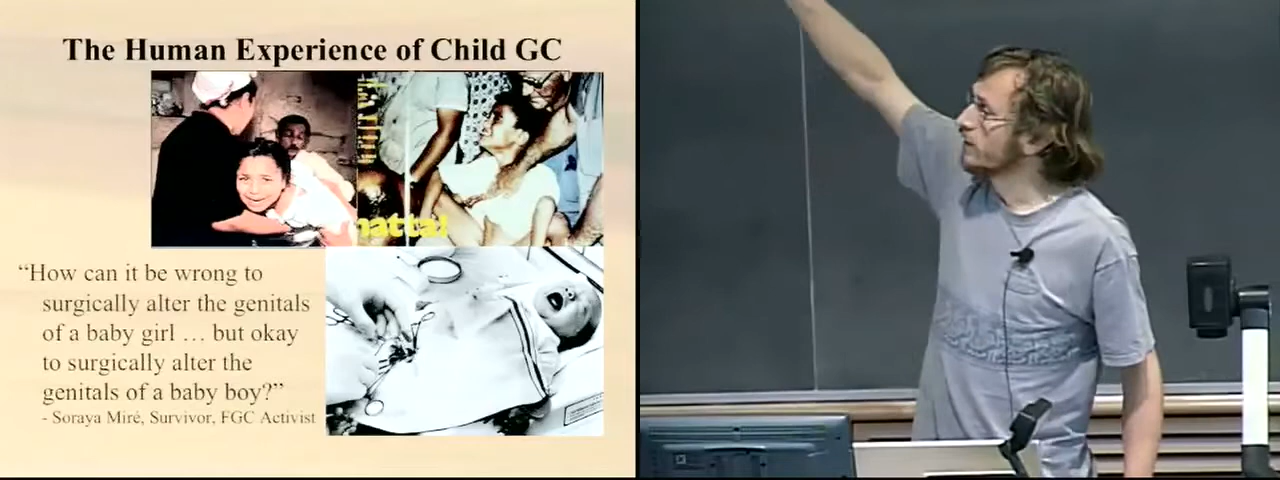 The Human Experience of Child GC
natta!
“How can it be wrong to
surgically alter the genitals
of a baby girl … but okay
to surgically alter the
genitals of a baby boy?”
- Soraya Miré, Survivor, FGC Activist